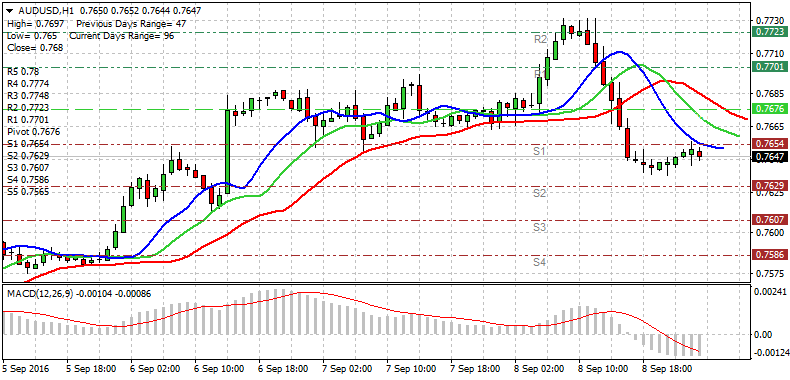 AUDUSD,H1 0.7650 0.7652 0.7644 0.7647
High= 0.7697 Previous Days Range= 47
Low= 0.765 Current Days Range= 96
Close= 0.768
R5 0.78
R4 0.7774
R3 0.7748
R2 0.7723
R1 0.7701
Pivot 0.7676
S1 0.7654
S2 0.7629
S3 0.7607
S4 0.7586
S5 0.7565
R2
S1
S2
S3
S4
0.7730
0.7723
0.7710
0.7701
0.7685
0.7676
0.7665
0.7654
0.7647
0.7629
0.7625
0.7607
0.7600
0.7586
0.7575
MACD(12,26,9) -0.00104 -0.00086
0.00241
0.00
-0.00124
5 Sep 2016
5 Sep 18:00
6 Sep 02:00
6 Sep 10:00
6 Sep 18:00
7 Sep 02:00
7 Sep 10:00
7 Sep 18:00
8 Sep 02:00
8 Sep 10:00
8 Sep 18:00